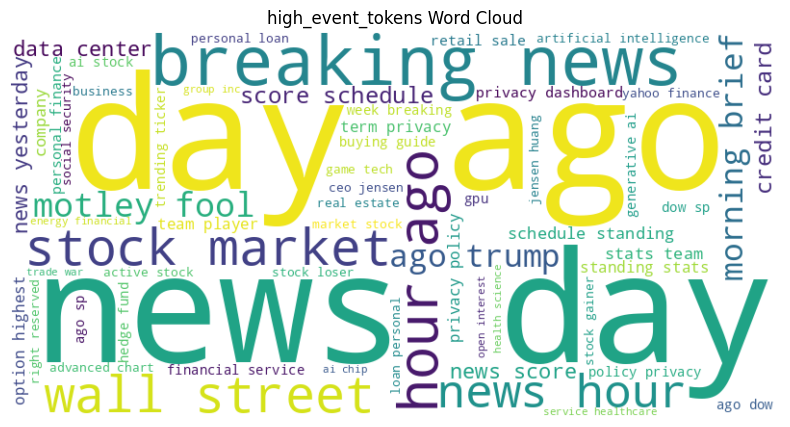 high_event_tokens Word Cloud
personal loan
retail sale
artificial intelligence
data center
breaking news
ai stock
business
group inc
score schedule
privacy dashboard
yahoo finance
day ago
news yesterday
company
personal finance
social security
trending ticker
week breaking
term privacy
buying guide
game tech
ceo jensen
real estate
gpu
jensen huang
generative ai
dow sp
morning brief
credit card
motley fool
team player
energy financial
market stock
hour ago
stock market
ago trump
schedule standing
stats team
standing stats
trade war
active stock
stock loser
privacy policy
news day
option highest
right reserved
ago sp
hedge fund
loan personal
open interest
health science
stock gainer
advanced chart
financial service
ai chip
news score
policy privacy
wall street
news hour
ago dow
service healthcare